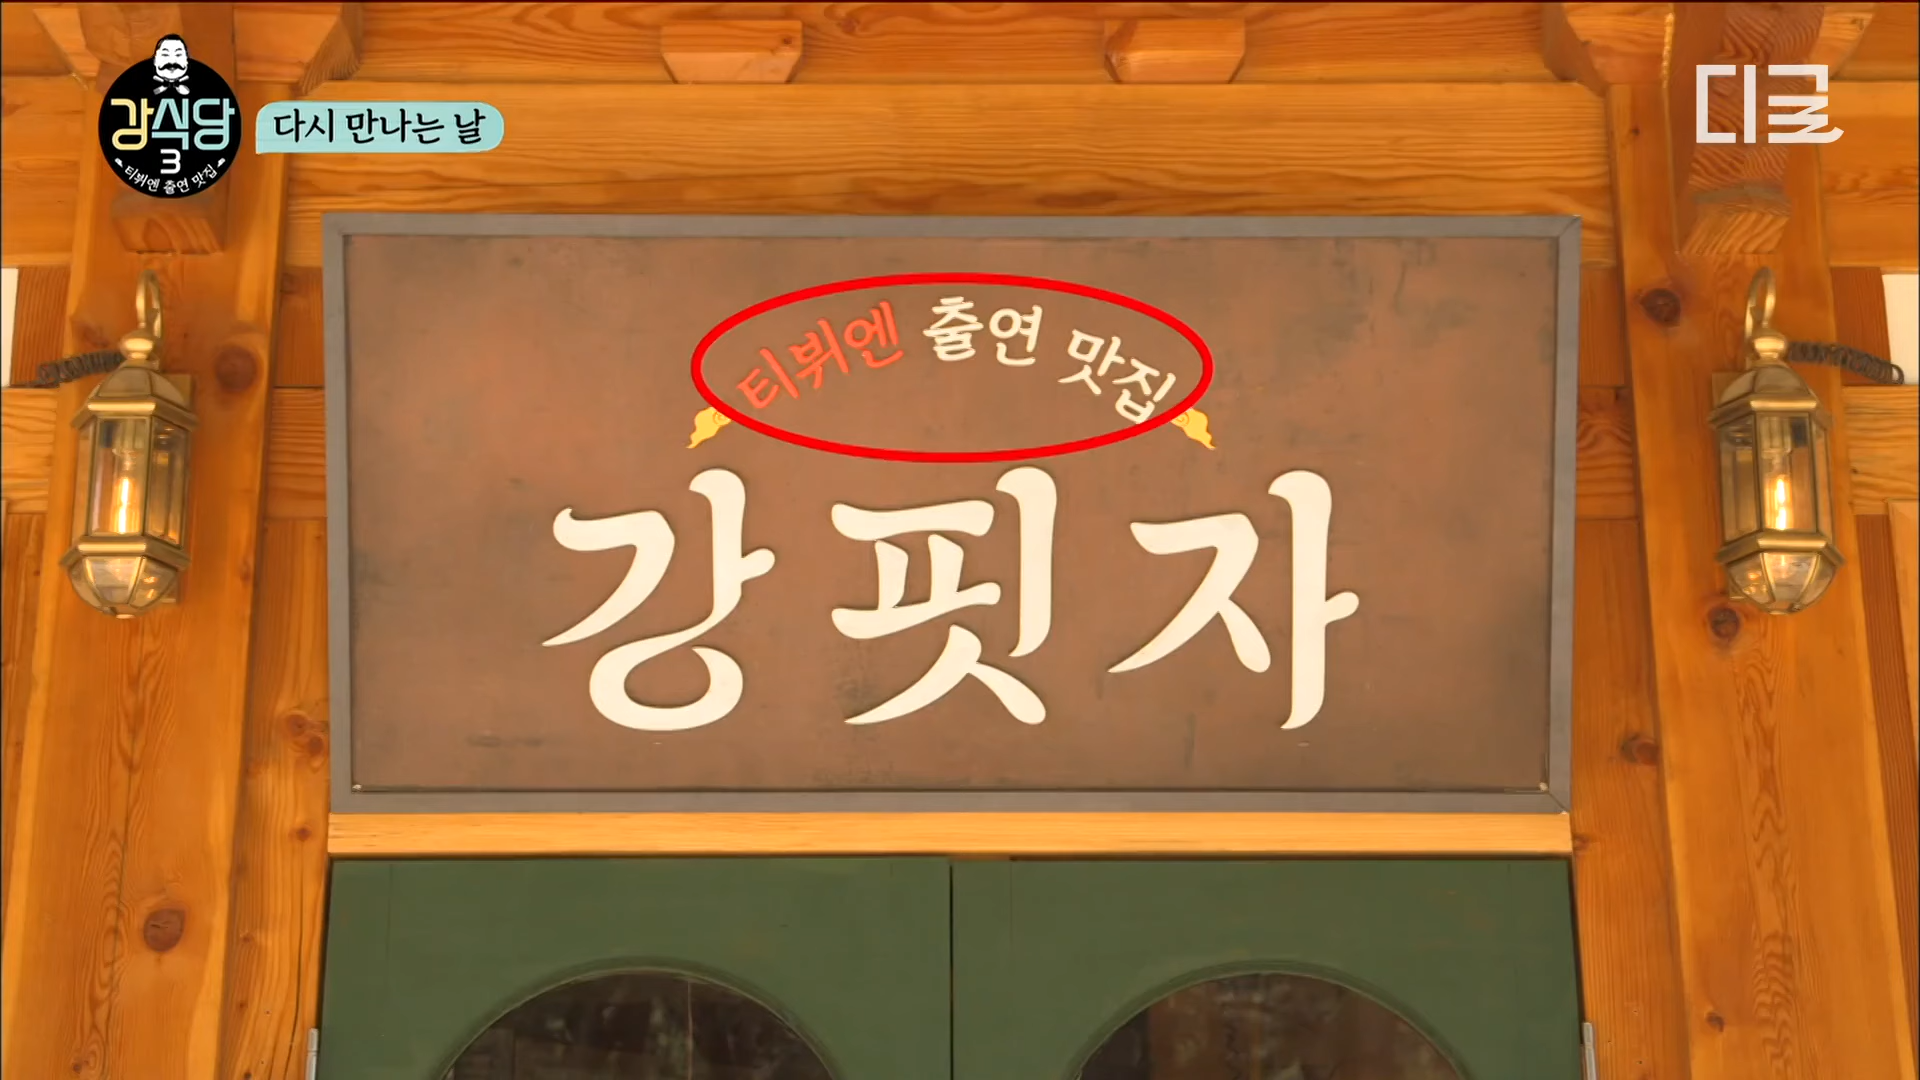 강식당
3
티뷔엔 출연 맛집
다시 만나는 날
디글
티뷔엔 출연 맛집
강핏자